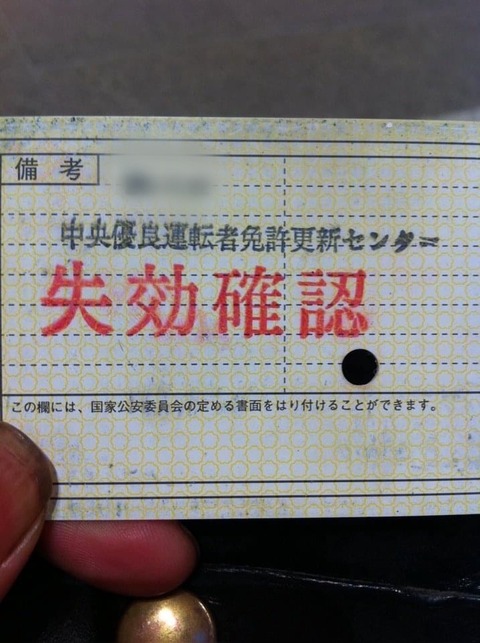 備考
中央優良運転者免許更新センター
失効確認
この欄には、国家公安委員会の定める書面をはり付けることができます。